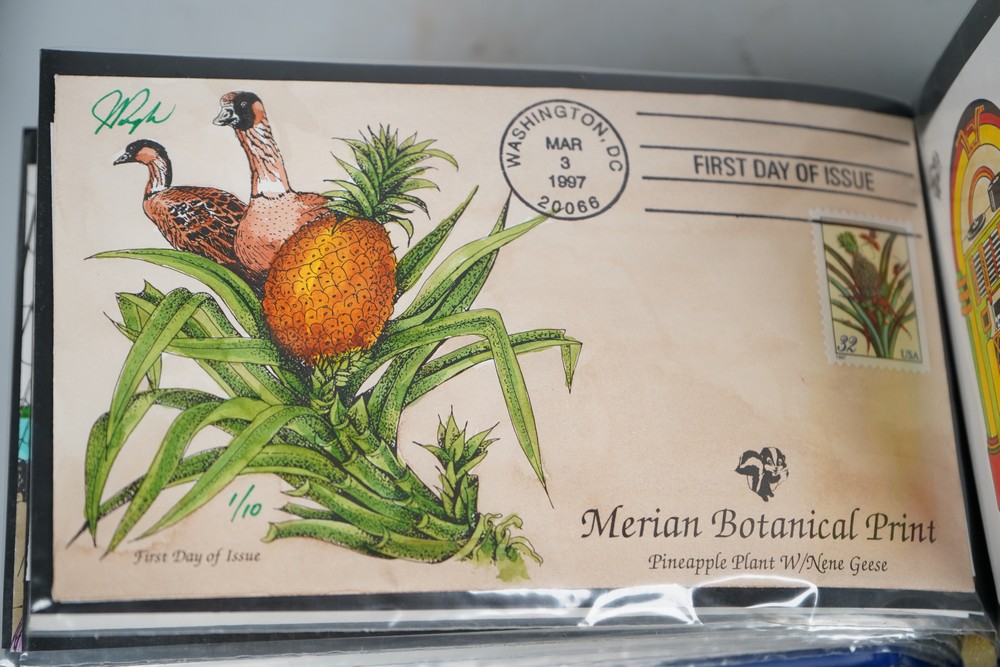 WASHINGTON, DC
MAR
3
1997
20066
FIRST DAY OF ISSUE
32
USA
1/10
First Day of Issue
Merian Botanical Print
Pineapple Plant W/Nene Geese